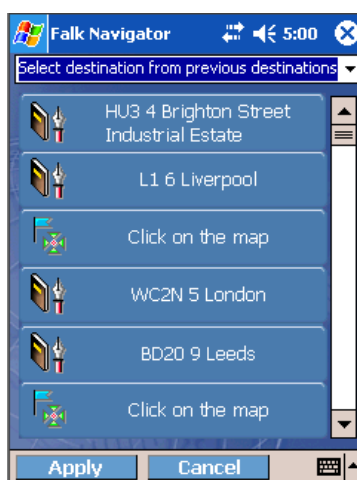 Falk Navigator 5:00
Select destination from previous destinations
HU3 4 Brighton Street
Industrial Estate
L1 6 Liverpool
Click on the map
WC2N 5 London
BD20 9 Leeds
Click on the map
Apply Cancel